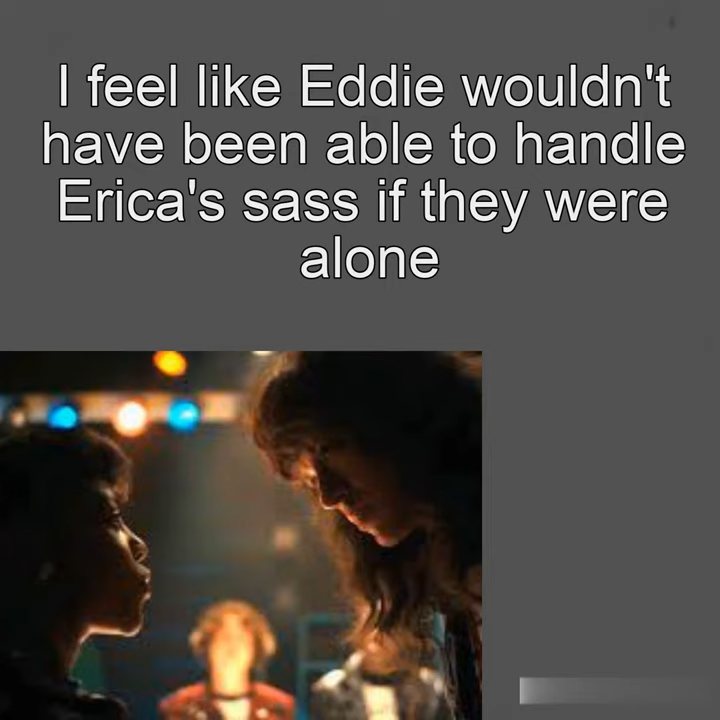 I feel like Eddie wouldn't
have been able to handle
Erica's sass if they were
alone